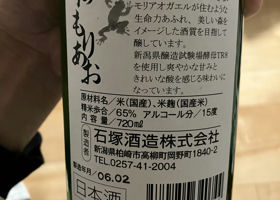 もりあお
モリアオガエルが住むような
生命力あふれ、美しい森を
イメージした酒質を目指して
醸しています。
新潟県醸造試験場酵母TR8
を使用し爽やかな甘みと
きれいな酸を感じる味わいに
なっています。
原材料／米（国産）、米麹（国産米）
精米歩合／65% アルコール分／15度
内容量／720ml
製造者
石塚酒造株式会社
新潟県柏崎市高柳町岡野町1840-2
TEL.0257-41-2004
製造年月／06.02
日本酒